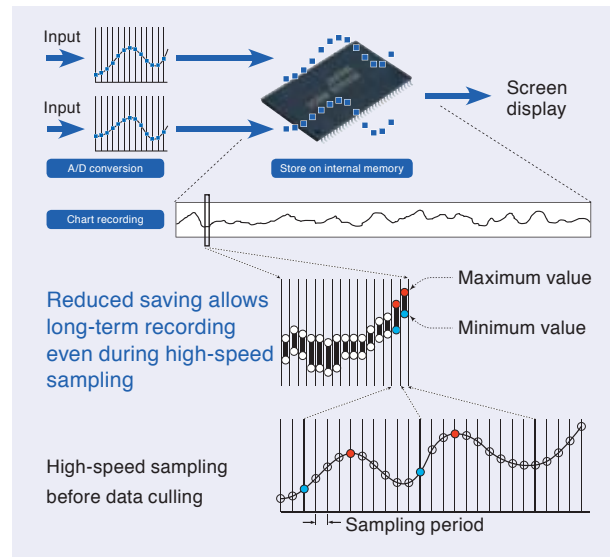 Input
Input
Screen
display
A/D conversion
Store on internal memory
Chart recording
Maximum value
Reduced saving allows
long-term recording
even during high-speed
sampling
Minimum value
High-speed sampling
before data culling
Sampling period